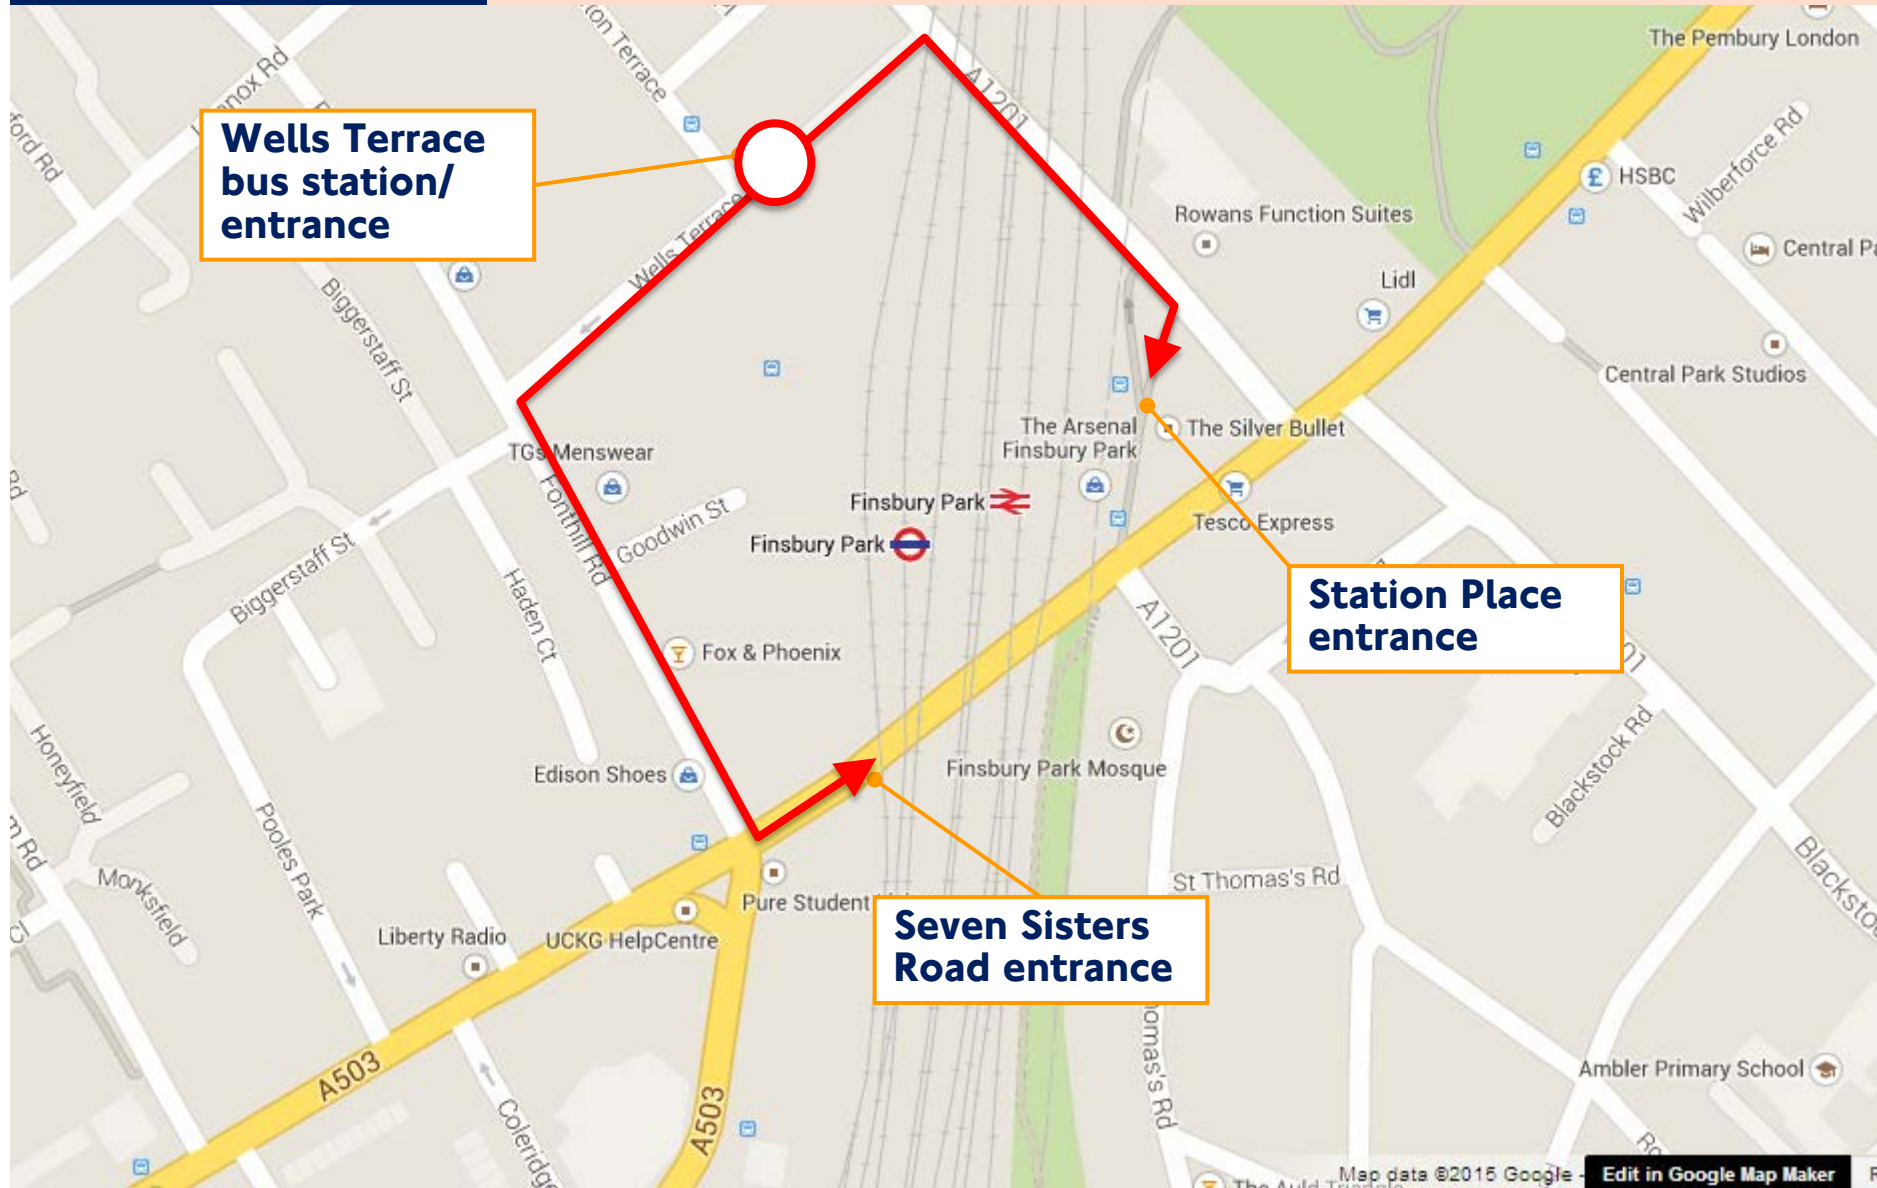 The Pembury London
A1201
Wells Terrace
bus station/
entrance
HSBC
Wilberforce Rd
Rowans Function Suites
Wells Terrace
Lidl
Biggerstaff St
Central Park Studios
The Arsenal
Finsbury Park
The Silver Bullet
TGs Menswear
Finsbury Park
Fonthill Rd
Goodwin St
Tesco Express
Finsbury Park
Biggerstaff St
Haden Ct
Station Place
entrance
A1201
Fox & Phoenix
Honeyfield
Finsbury Park Mosque
Edison Shoes
Blackstock Rd
Pooles Park
Monksfield
St Thomas's Rd
Pure Student
Liberty Radio
UCKG HelpCentre
Seven Sisters
Road entrance
A503
A503
Ambler Primary School
Map data ©2015 Google -
Edit in Google Map Maker